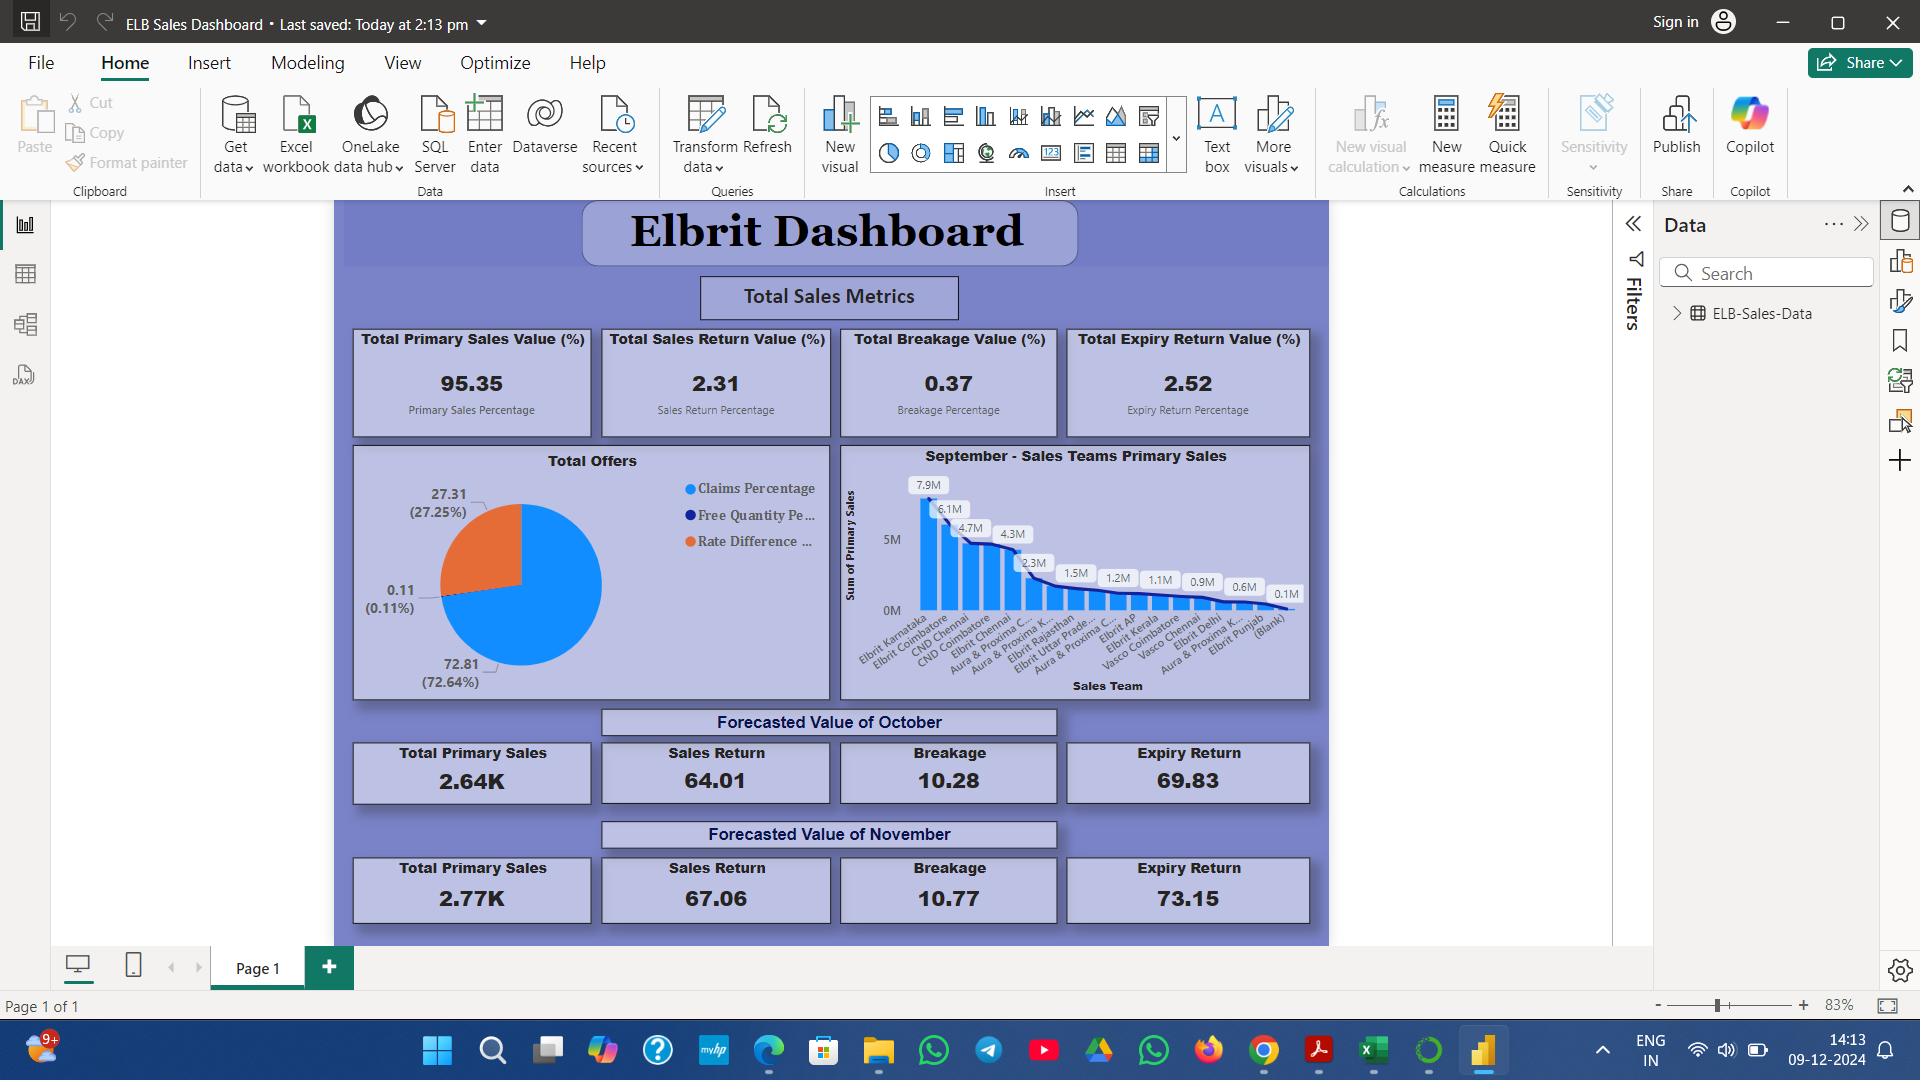 ELB Sales Dashboard • Last saved: Today at 2:13 pm
Sign in
File Home Insert Modeling View Optimize Help
Share
Paste
Cut
Copy
Format painter
Clipboard
Get data
Excel workbook
OneLake data hub
SQL Server
Enter data
Dataverse
Recent sources
Data
Transform data
Refresh
Queries
New visual
123
Insert
A
Text box
More visuals
New visual calculation
New measure
Quick measure
Calculations
Sensitivity
Sensitivity
Publish
Share
Copilot
Copilot
DAX
Elbrit Dashboard
Total Sales Metrics
Total Primary Sales Value (%)
95.35
Primary Sales Percentage
Total Sales Return Value (%)
2.31
Sales Return Percentage
Total Breakage Value (%)
0.37
Breakage Percentage
Total Expiry Return Value (%)
2.52
Expiry Return Percentage
Total Offers
27.31
(27.25%)
0.11
(0.11%)
72.81
(72.64%)
Claims Percentage
Free Quantity Pe...
Rate Difference ...
September - Sales Teams Primary Sales
Sum of Primary Sales
5M
0M
7.9M
6.1M
4.7M
4.3M
2.3M
1.5M
1.2M
1.1M
0.9M
0.6M
0.1M
Elbrit Karnataka
Elbrit Coimbatore
CND Chennai
CND Coimbatore
Elbrit Chennai
Aura & Proxima C...
Aura & Proxima K...
Elbrit Rajasthan
Elbrit Uttar Prade...
Aura & Proxima C...
Elbrit AP
Elbrit Kerala
Vasco Coimbatore
Vasco Chennai
Elbrit Delhi
Aura & Proxima K...
Elbrit Punjab
(Blank)
Sales Team
Forecasted Value of October
Total Primary Sales
2.64K
Sales Return
64.01
Breakage
10.28
Expiry Return
69.83
Forecasted Value of November
Total Primary Sales
2.77K
Sales Return
67.06
Breakage
10.77
Expiry Return
73.15
Filters
Data
Search
ELB-Sales-Data
Page 1
Page 1 of 1
83%
9+
myhp
ENG
IN
14:13
09-12-2024